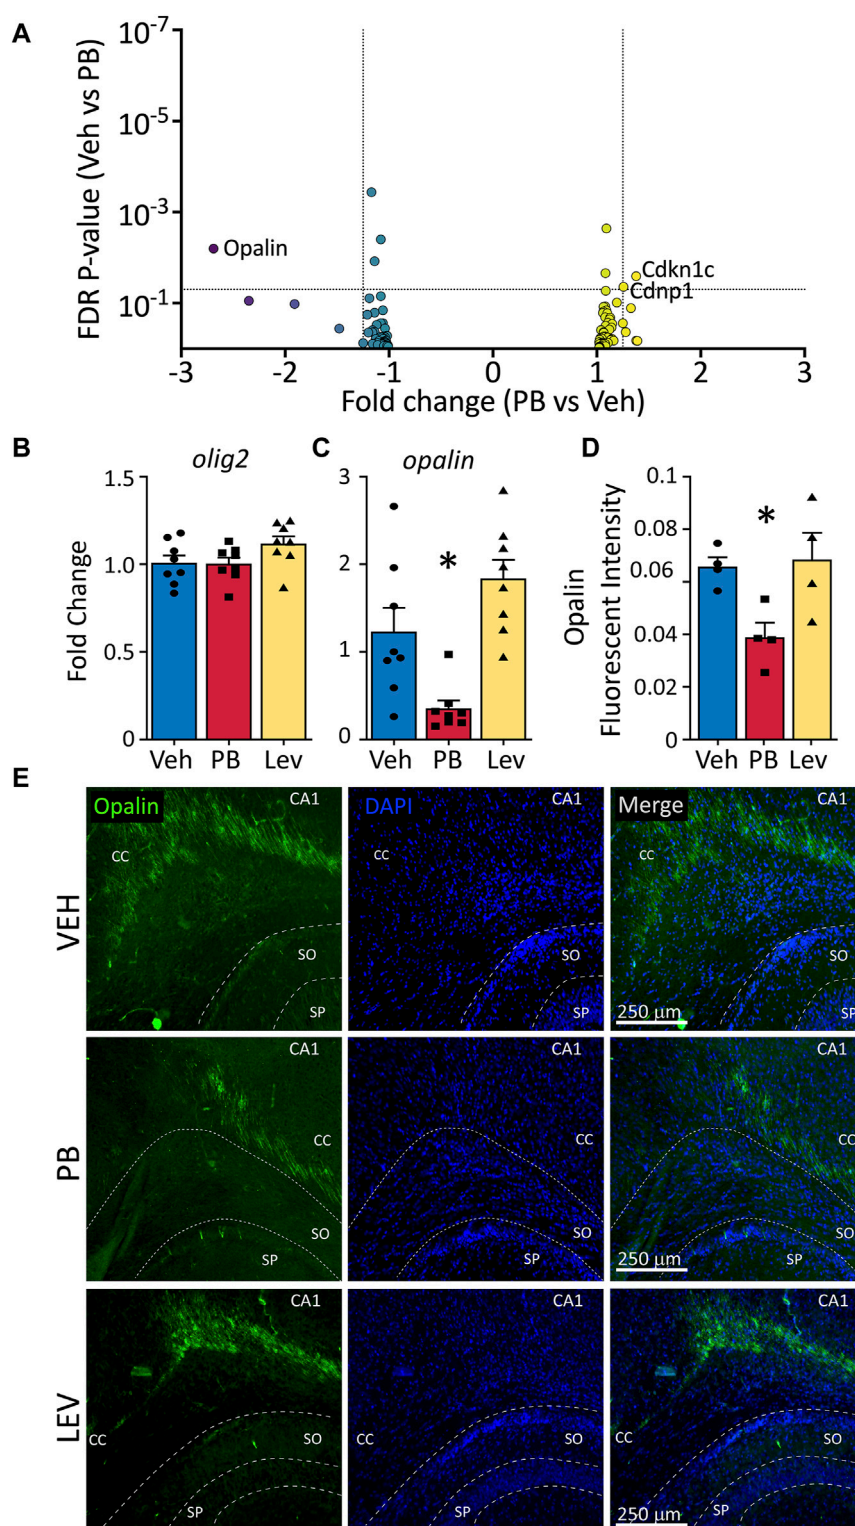 A
FDR P-value (Veh vs PB)
10-7
10-5
10-3
10-1
Opalin
Cdkn1c
Cdnp1
-3
-2
-1
0
1
2
3
Fold change (PB vs Veh)
B
olig2
Fold Change
1.5
1.0
0.5
0
Veh
PB
Lev
C
opalin
3
2
1
0
*
Veh
PB
Lev
D
Opalin
Fluorescent Intensity
0.1
0.08
0.06
0.04
0.02
0
*
Veh
PB
Lev
E
VEH
Opalin
CA1
CC
SO
SP
DAPI
CA1
CC
SO
SP
Merge
CA1
CC
SO
SP
250 μm
PB
CA1
CC
SO
SP
CA1
CC
SO
SP
CA1
CC
SO
SP
250 μm
LEV
CA1
CC
SO
SP
CA1
CC
SO
SP
CA1
CC
SO
SP
250 μm